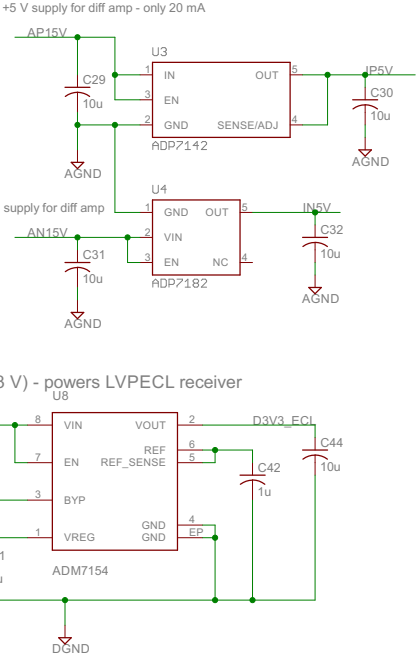 +5 V supply for diff amp - only 20 mA
AP15V
U3
C29
10u
1 IN OUT 5
IP5V
3 EN
C30
10u
2 GND SENSE/ADJ 4
ADP7142
AGND
AGND
U4
supply for diff amp
1 GND OUT 5
IN5V
AN15V
2 VIN
C32
10u
C31
10u
3 EN NC 4
ADP7182
AGND
AGND
V) - powers LVPECL receiver
U8
8 VIN VOUT 2
D3V3_ECL
REF 6
C44
10u
7 EN REF_SENSE 5
C42
1u
3 BYP
GND 4
1 VREG GND EP
ADM7154
DGND